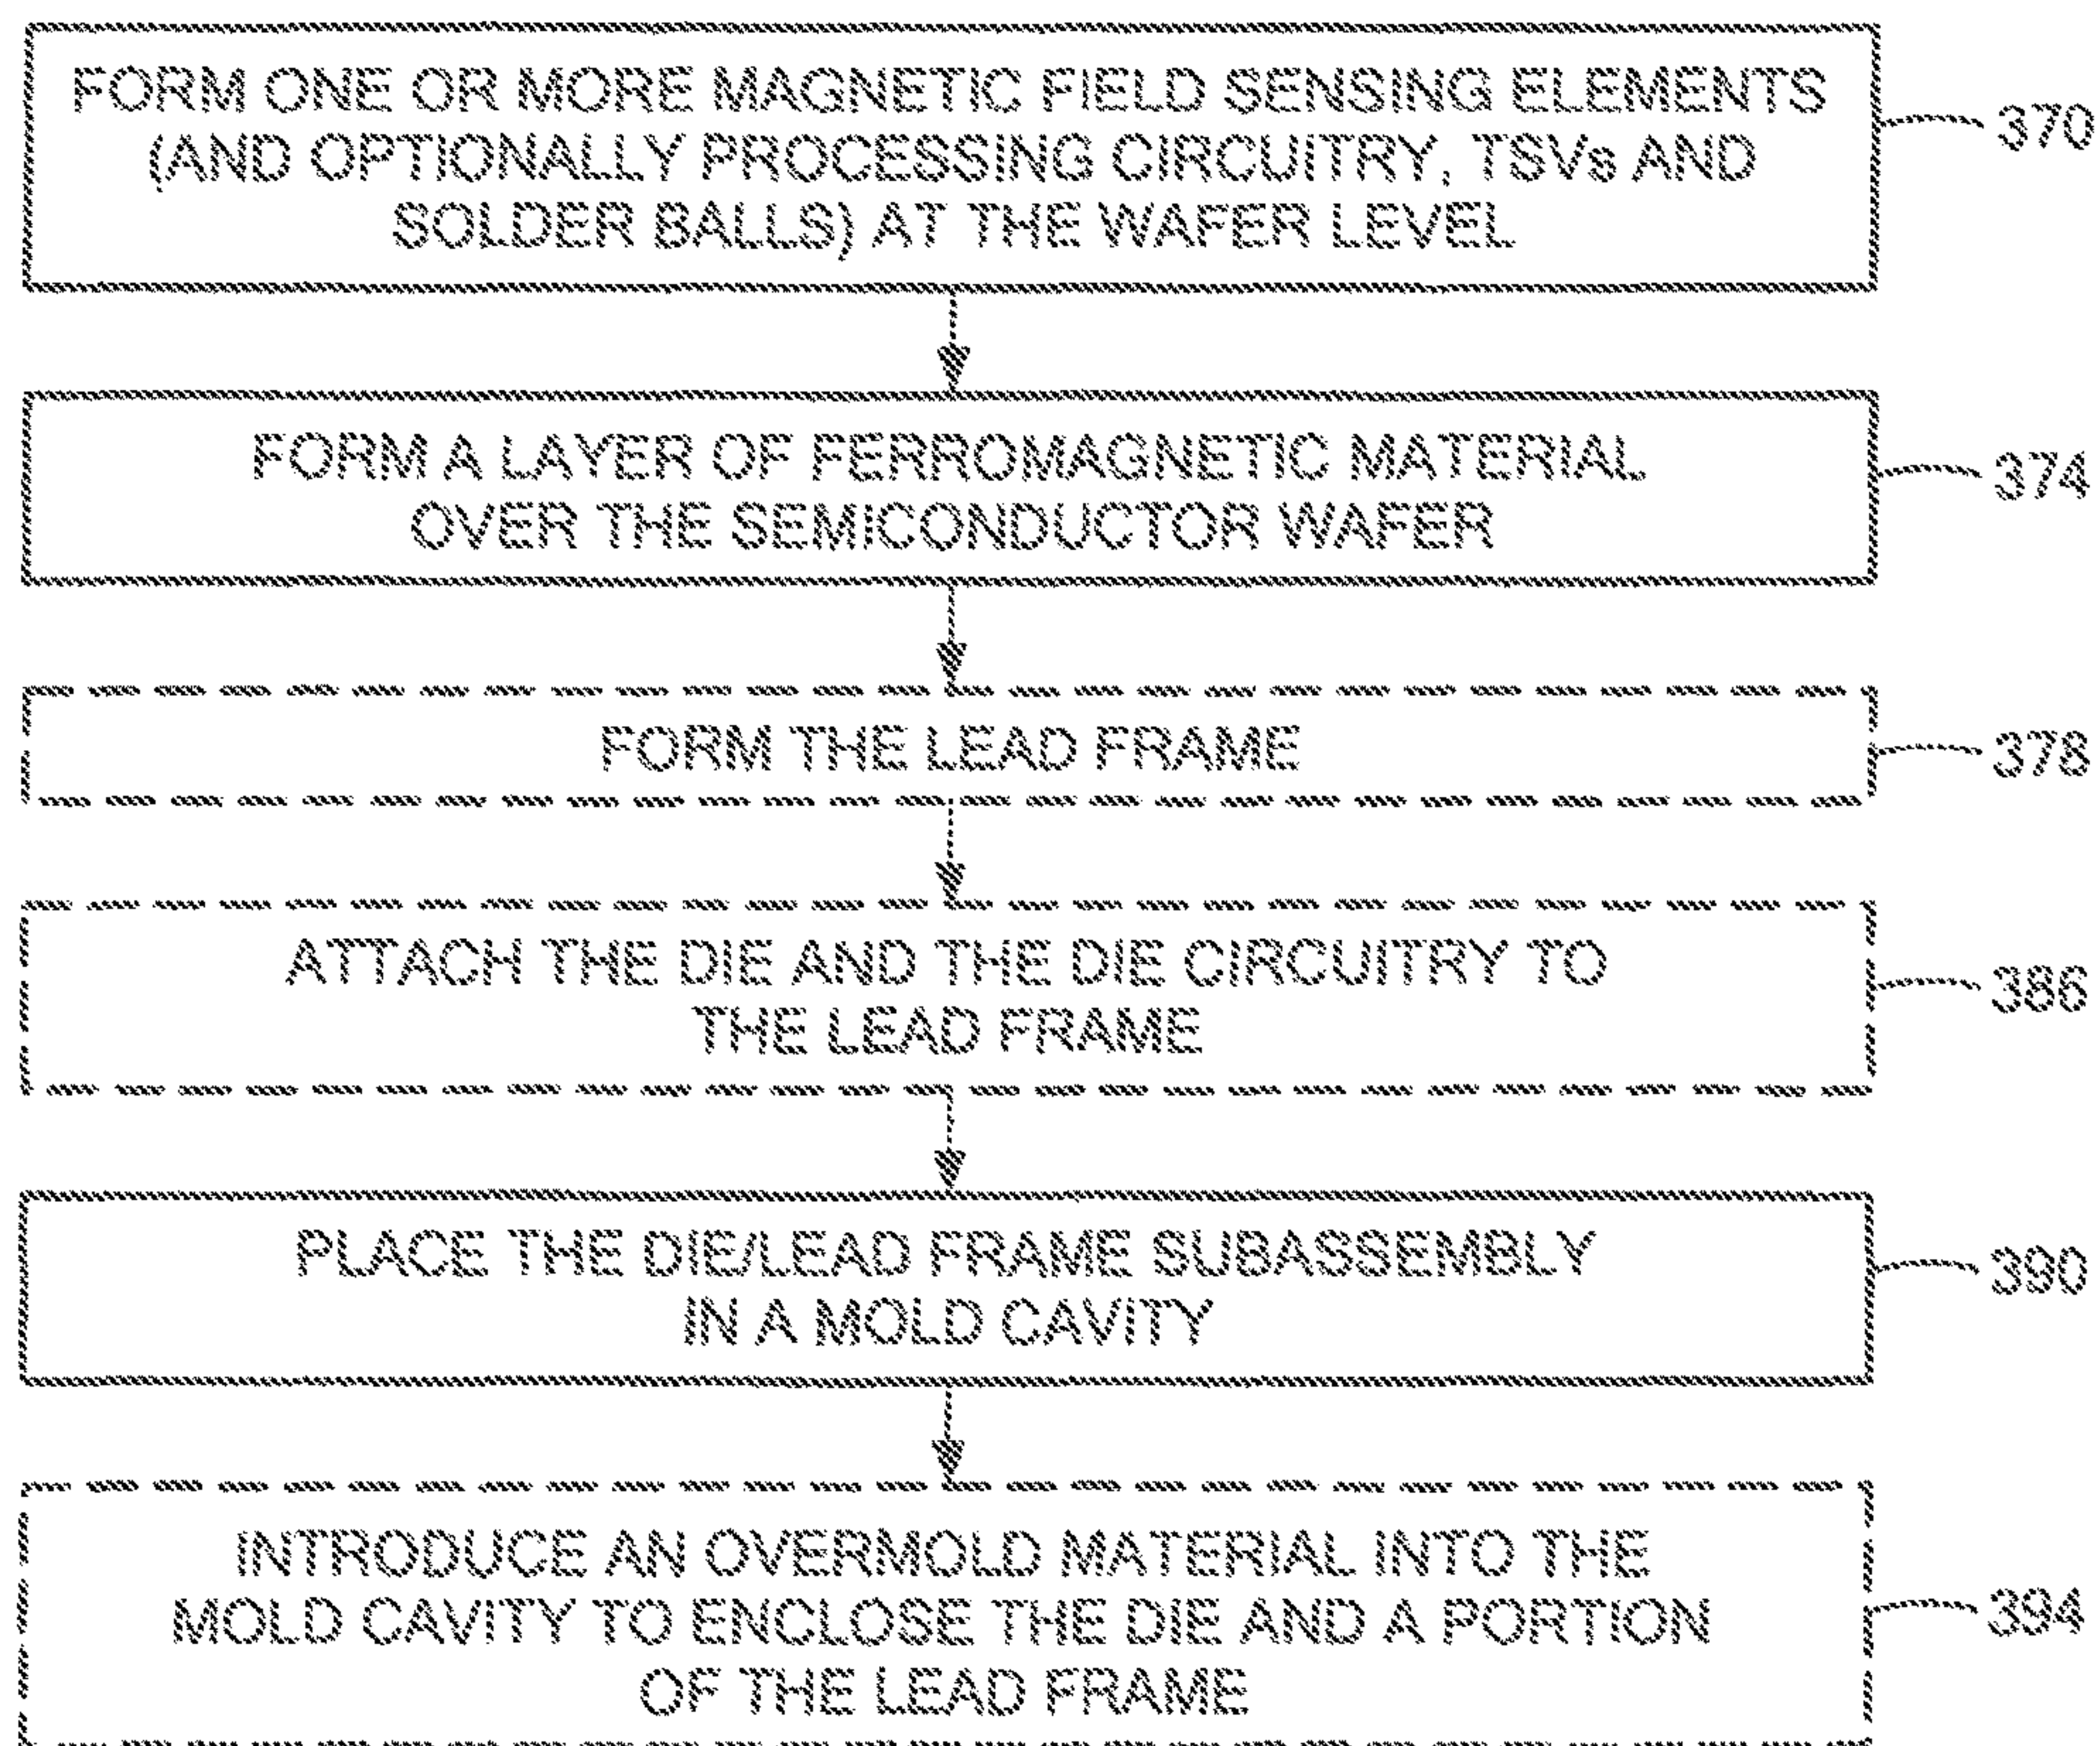 FORM ONE OR MORE MAGNETIC FIELD SENSING ELEMENTS
(AND OPTIONALLY PROCESSING CIRCUITRY, TSVs AND
SOLDER BALLS) AT THE WAFER LEVEL
370
FORM A LAYER OF FERROMAGNETIC MATERIAL
OVER THE SEMICONDUCTOR WAFER
374
FORM THE LEAD FRAME
378
ATTACH THE DIE AND THE DIE CIRCUITRY TO
THE LEAD FRAME
386
PLACE THE DIE/LEAD FRAME SUBASSEMBLY
IN A MOLD CAVITY
390
INTRODUCE AN OVERMOLD MATERIAL INTO THE
MOLD CAVITY TO ENCLOSE THE DIE AND A PORTION
OF THE LEAD FRAME
394